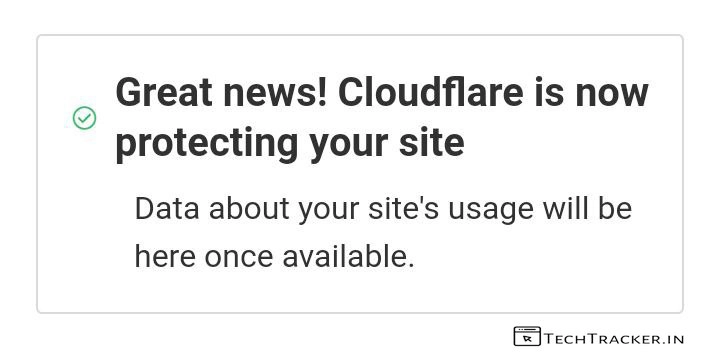 Great news! Cloudflare is now
protecting your site
Data about your site's usage will be
here once available.
TECHTRACKER.IN